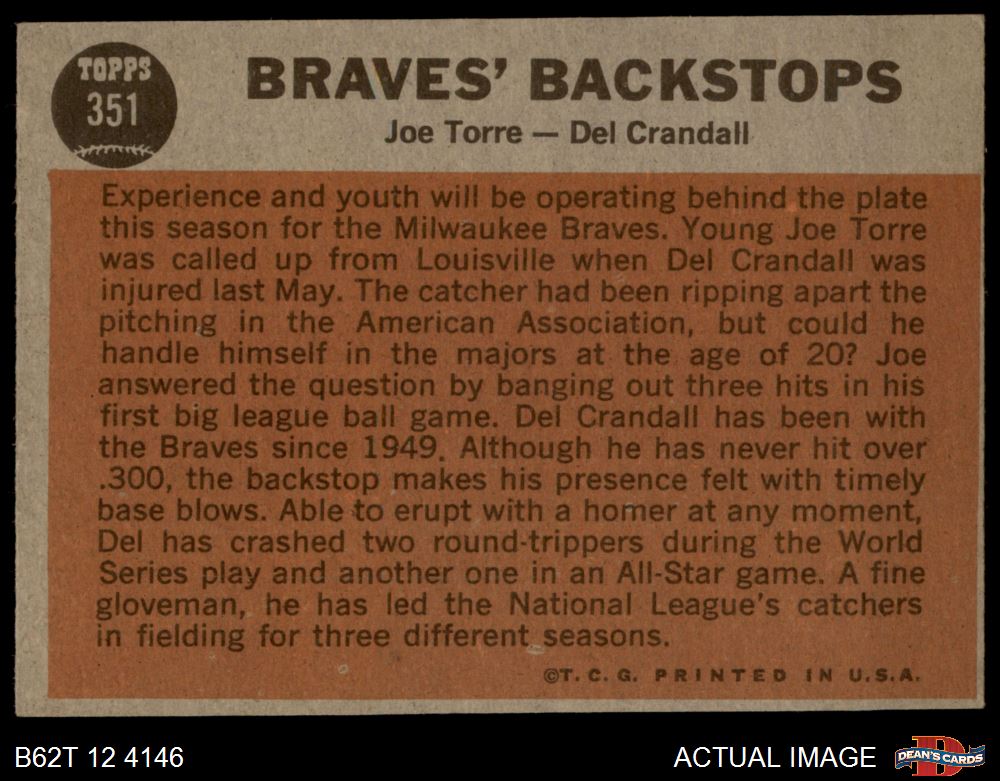 TOPPS
351
BRAVES' BACKSTOPS
Joe Torre — Del Crandall
Experience and youth will be operating behind the plate
this season for the Milwaukee Braves. Young Joe Torre
was called up from Louisville when Del Crandall was
injured last May. The catcher had been ripping apart the
pitching in the American Association, but could he
handle himself in the majors at the age of 20? Joe
answered the question by banging out three hits in his
first big league ball game. Del Crandall has been with
the Braves since 1949. Although he has never hit over
.300, the backstop makes his presence felt with timely
base blows. Able to erupt with a homer at any moment,
Del has crashed two round-trippers during the World
Series play and another one in an All-Star game. A fine
gloveman, he has led the National League's catchers
in fielding for three different seasons.
©T. C. G. PRINTED IN U.S.A.
B62T 12 4146
ACTUAL IMAGE
D
DEAN'S CARDS